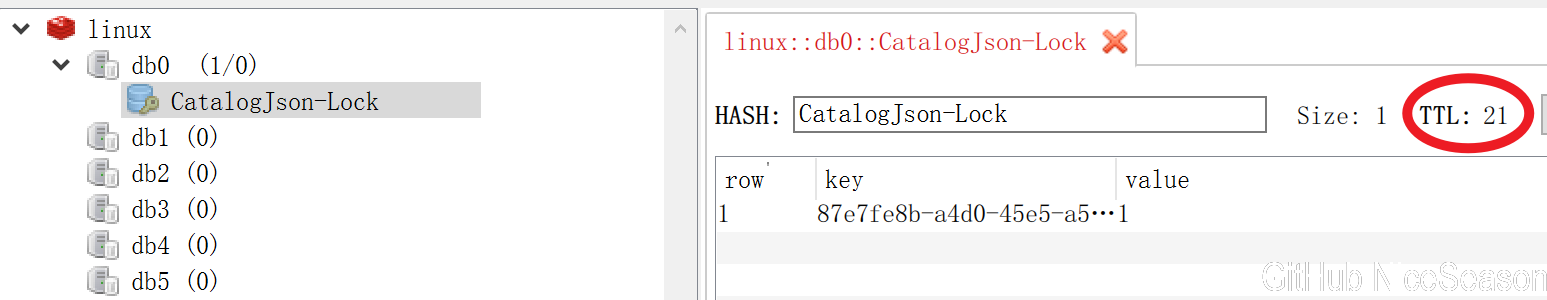 linux
db0 (1/0)
CatalogJson-Lock
db1 (0)
db2 (0)
db3 (0)
db4 (0)
db5 (0)
linux::db0::CatalogJson-Lock
HASH: CatalogJson-Lock Size: 1 TTL: 21
row key value
1 87e7fe8b-a4d0-45e5-a5…1
GitHub NiceSeason